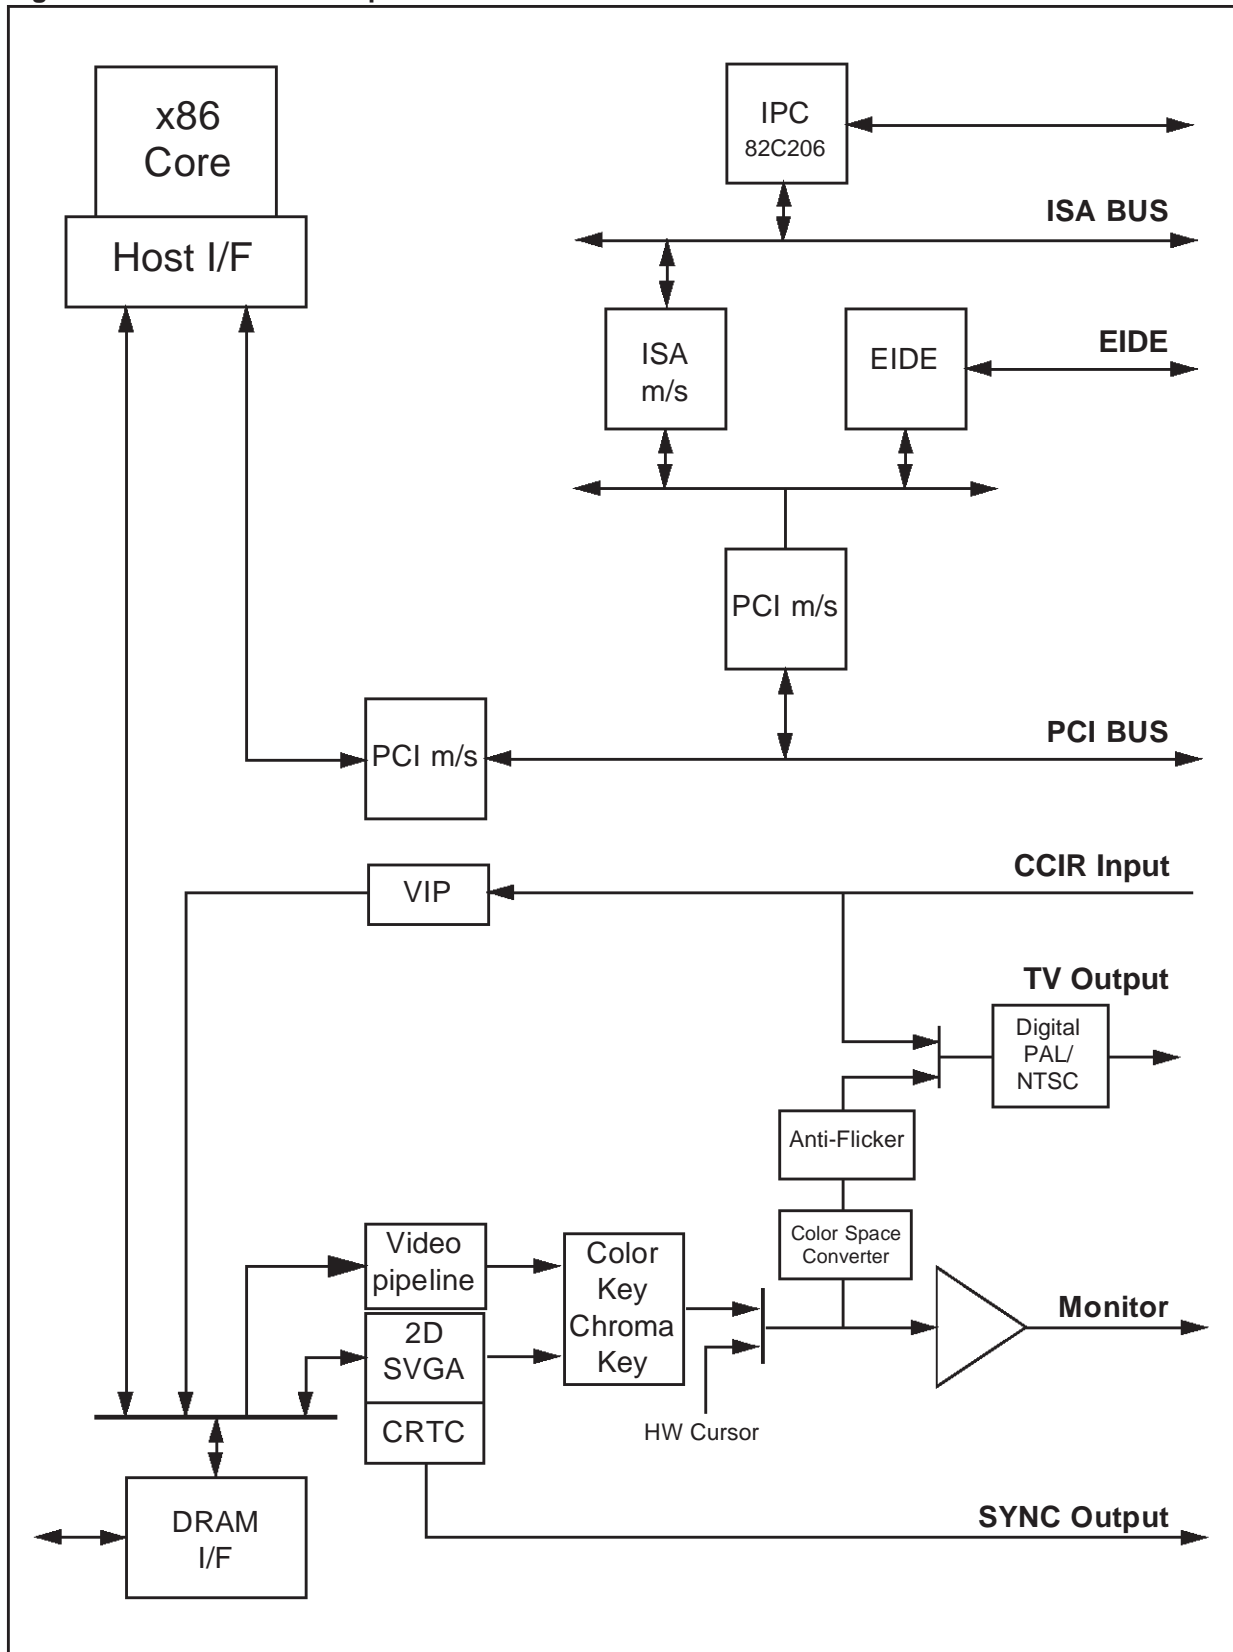 x86
Core
Host I/F
IPC
82C206
ISA BUS
ISA
m/s
EIDE
EIDE
PCI m/s
PCI m/s
PCI BUS
VIP
CCIR Input
TV Output
Digital
PAL/
NTSC
Anti-Flicker
Color Space
Converter
Video
pipeline
Color
Key
Chroma
Key
2D
SVGA
CRTC
HW Cursor
Monitor
SYNC Output
DRAM
I/F